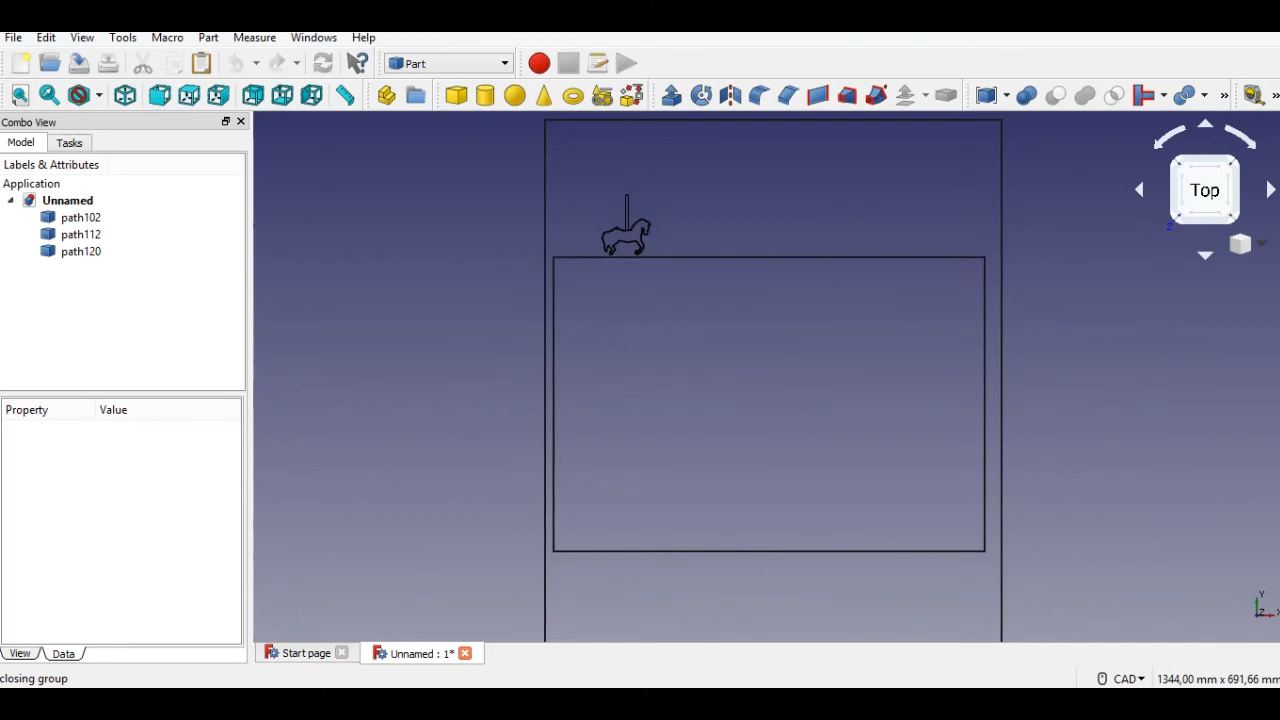 File Edit View Tools Macro Part Measure Windows Help
Part
Combo View
Model Tasks
Labels & Attributes
Application
Unnamed
path102
path112
path120
Property Value
View Data
Top
Z
Y
Z
X
Start page Unnamed : 1*
closing group CAD 1344,00 mm x 691,66 mm